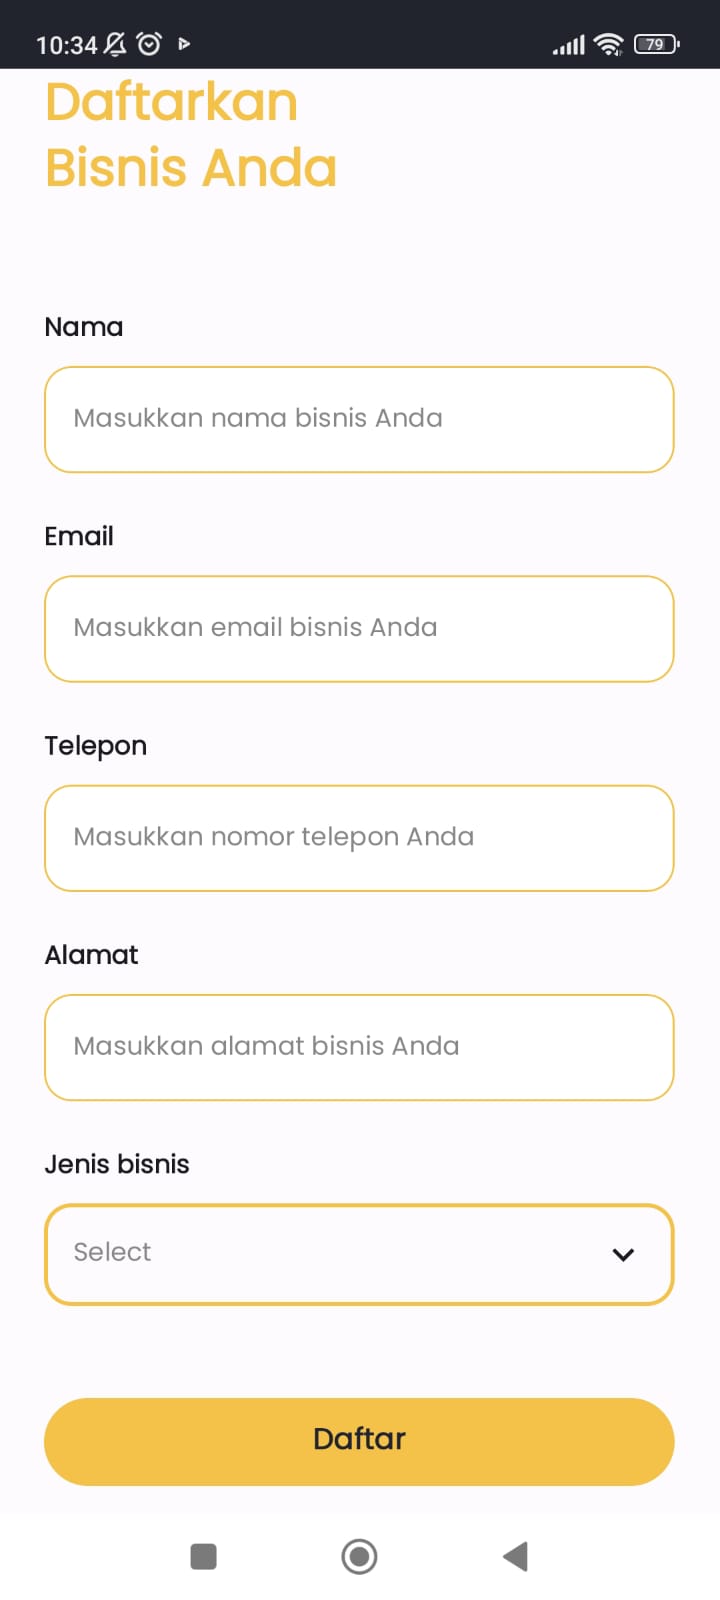 10:34
79
Daftarkan
Bisnis Anda
Nama
Masukkan nama bisnis Anda
Email
Masukkan email bisnis Anda
Telepon
Masukkan nomor telepon Anda
Alamat
Masukkan alamat bisnis Anda
Jenis bisnis
Select
Daftar